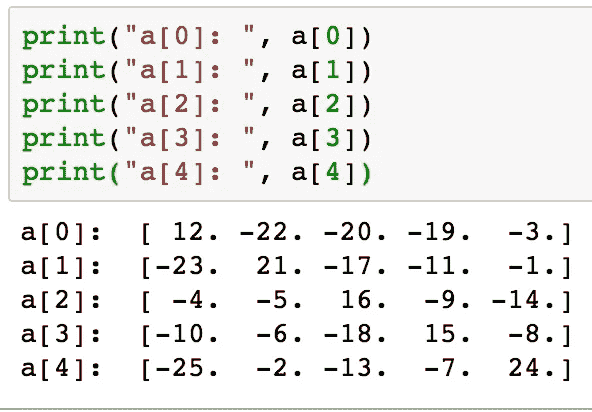 print("a[0]: ", a[0])
print("a[1]: ", a[1])
print("a[2]: ", a[2])
print("a[3]: ", a[3])
print("a[4]: ", a[4])
a[0]:  [ 12. -22. -20. -19.  -3.]
a[1]:  [-23.  21. -17. -11.  -1.]
a[2]:  [ -4.  -5.  16.  -9. -14.]
a[3]:  [-10.  -6. -18.  15.  -8.]
a[4]:  [-25.  -2. -13.  -7.  24.]